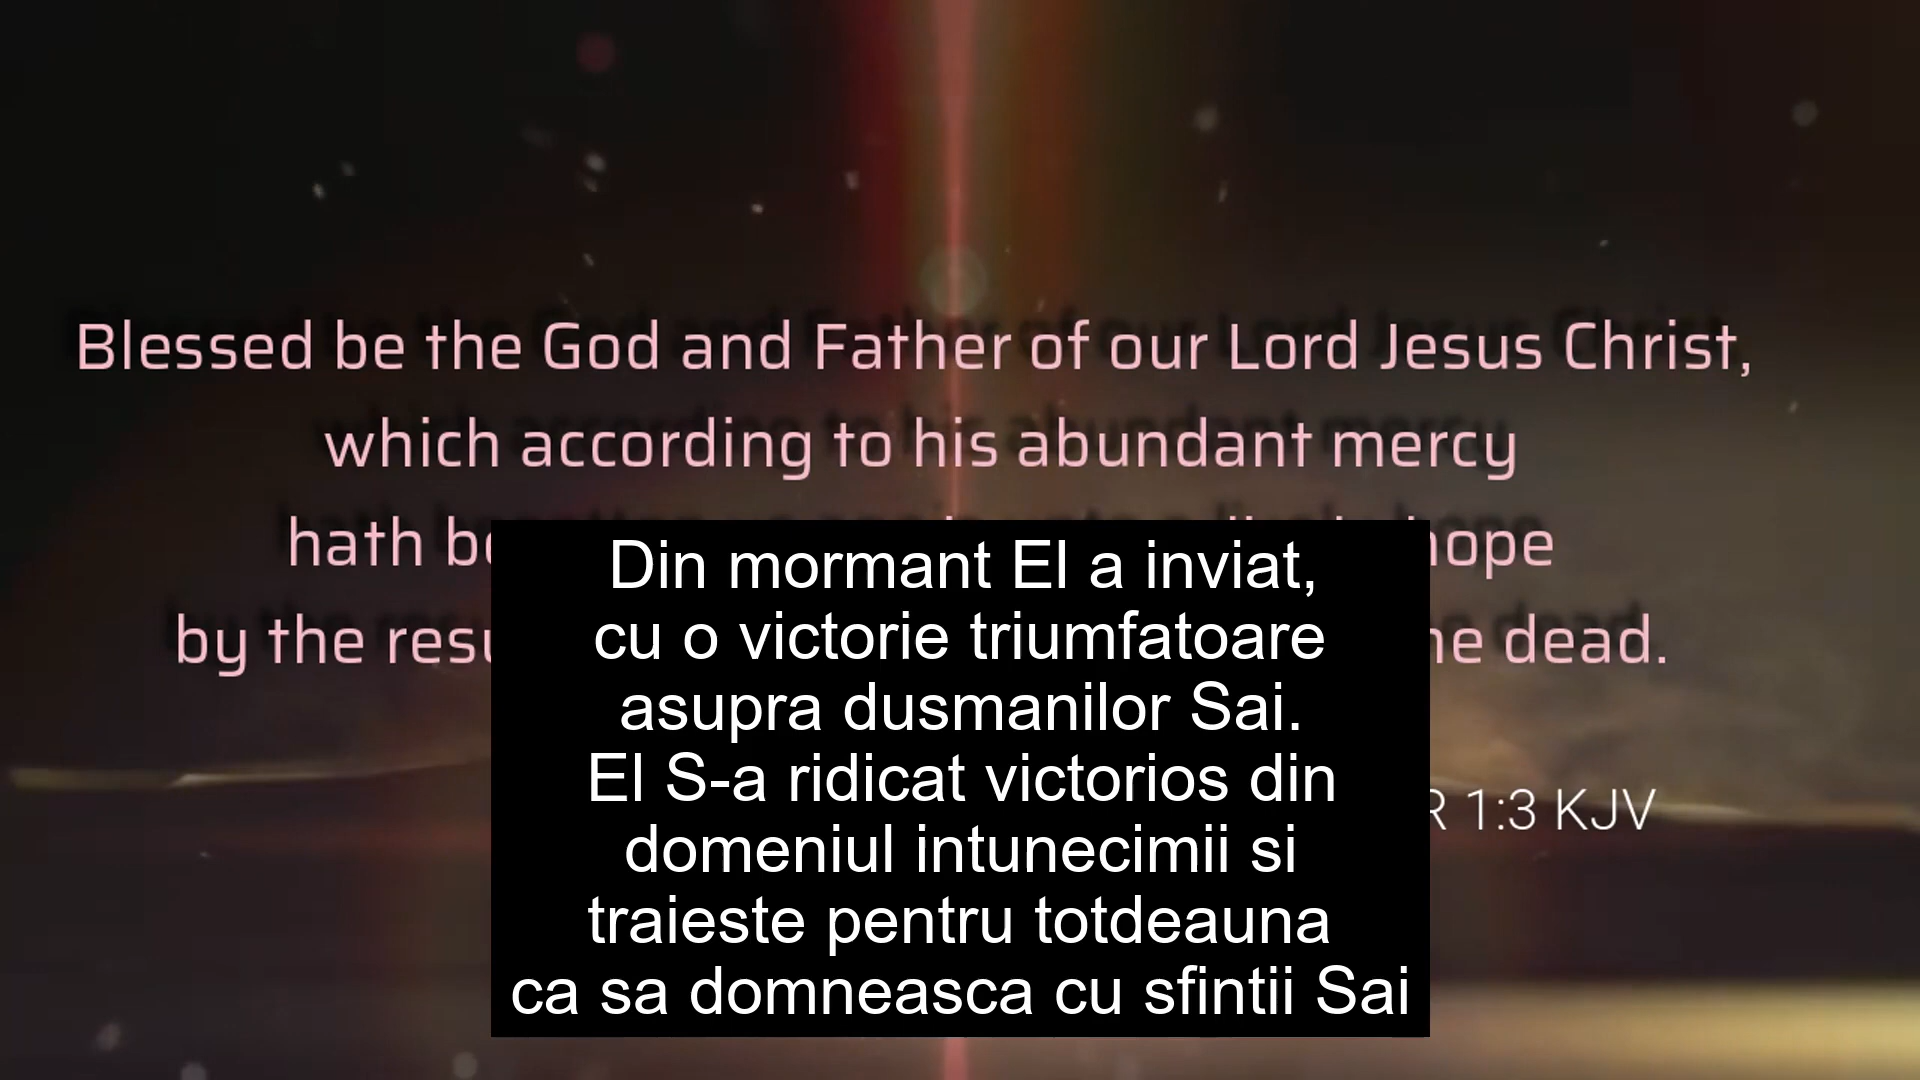 Blessed be the God and Father of our Lord Jesus Christ,
which according to his abundant mercy
hath hope
by the dead.
1:3 KJV
Din mormant El a inviat,
cu o victorie triumfatoare
asupra dusmanilor Sai.
El S-a ridicat victorios din
domeniul intunecimii si
traieste pentru totdeauna
ca sa domneasca cu sfintii Sai